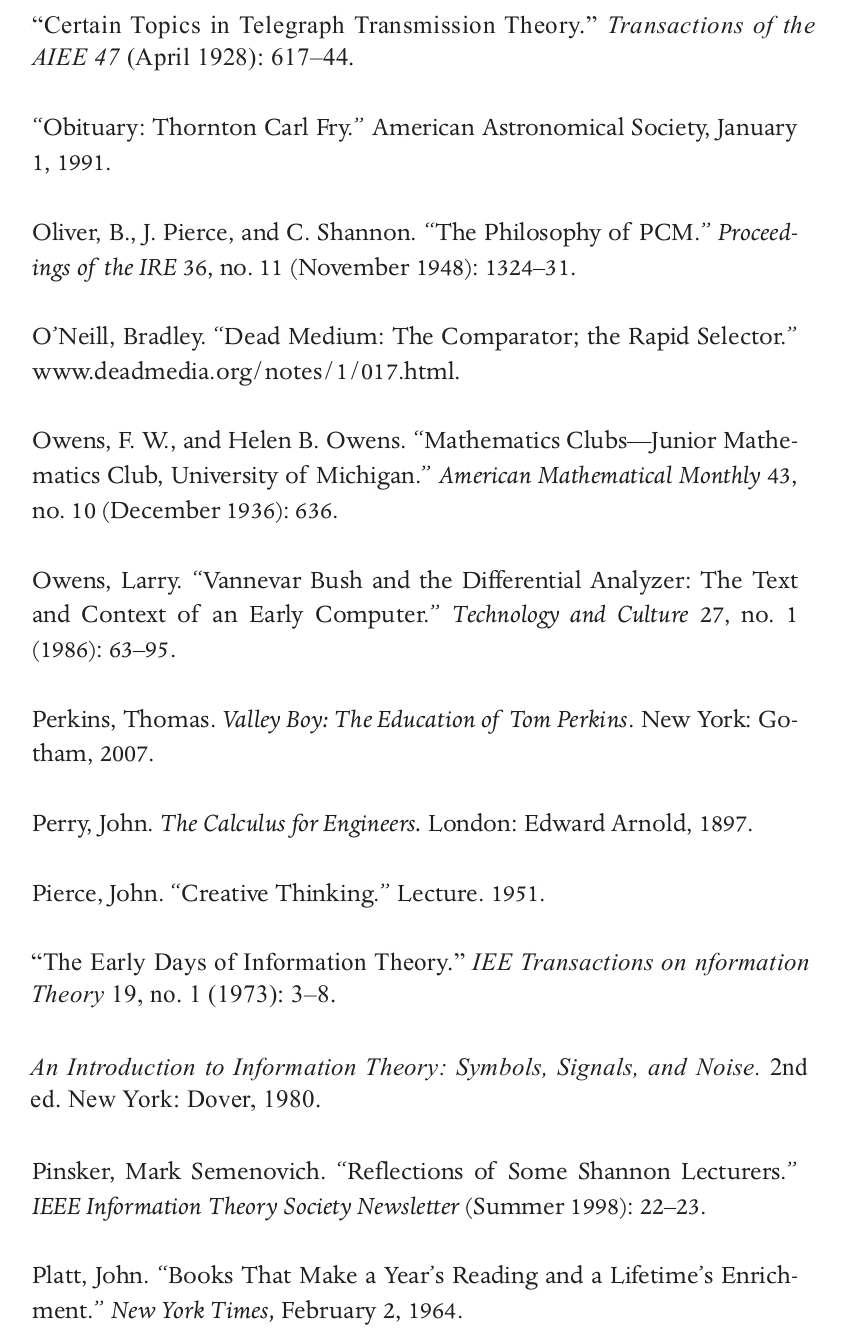 “Certain Topics in Telegraph Transmission Theory.” Transactions of the
AIEE 47 (April 1928): 617–44.
“Obituary: Thornton Carl Fry.” American Astronomical Society, January
1, 1991.
Oliver, B., J. Pierce, and C. Shannon. “The Philosophy of PCM.” Proceed-
ings of the IRE 36, no. 11 (November 1948): 1324–31.
O’Neill, Bradley. “Dead Medium: The Comparator; the Rapid Selector.”
www.deadmedia.org/notes/1/017.html.
Owens, F. W., and Helen B. Owens. “Mathematics Clubs—Junior Mathe-
matics Club, University of Michigan.” American Mathematical Monthly 43,
no. 10 (December 1936): 636.
Owens, Larry. “Vannevar Bush and the Differential Analyzer: The Text
and Context of an Early Computer.” Technology and Culture 27, no. 1
(1986): 63–95.
Perkins, Thomas. Valley Boy: The Education of Tom Perkins. New York: Go-
tham, 2007.
Perry, John. The Calculus for Engineers. London: Edward Arnold, 1897.
Pierce, John. “Creative Thinking.” Lecture. 1951.
“The Early Days of Information Theory.” IEE Transactions on nformation
Theory 19, no. 1 (1973): 3–8.
An Introduction to Information Theory: Symbols, Signals, and Noise. 2nd
ed. New York: Dover, 1980.
Pinsker, Mark Semenovich. “Reflections of Some Shannon Lecturers.”
IEEE Information Theory Society Newsletter (Summer 1998): 22–23.
Platt, John. “Books That Make a Year’s Reading and a Lifetime’s Enrich-
ment.” New York Times, February 2, 1964.